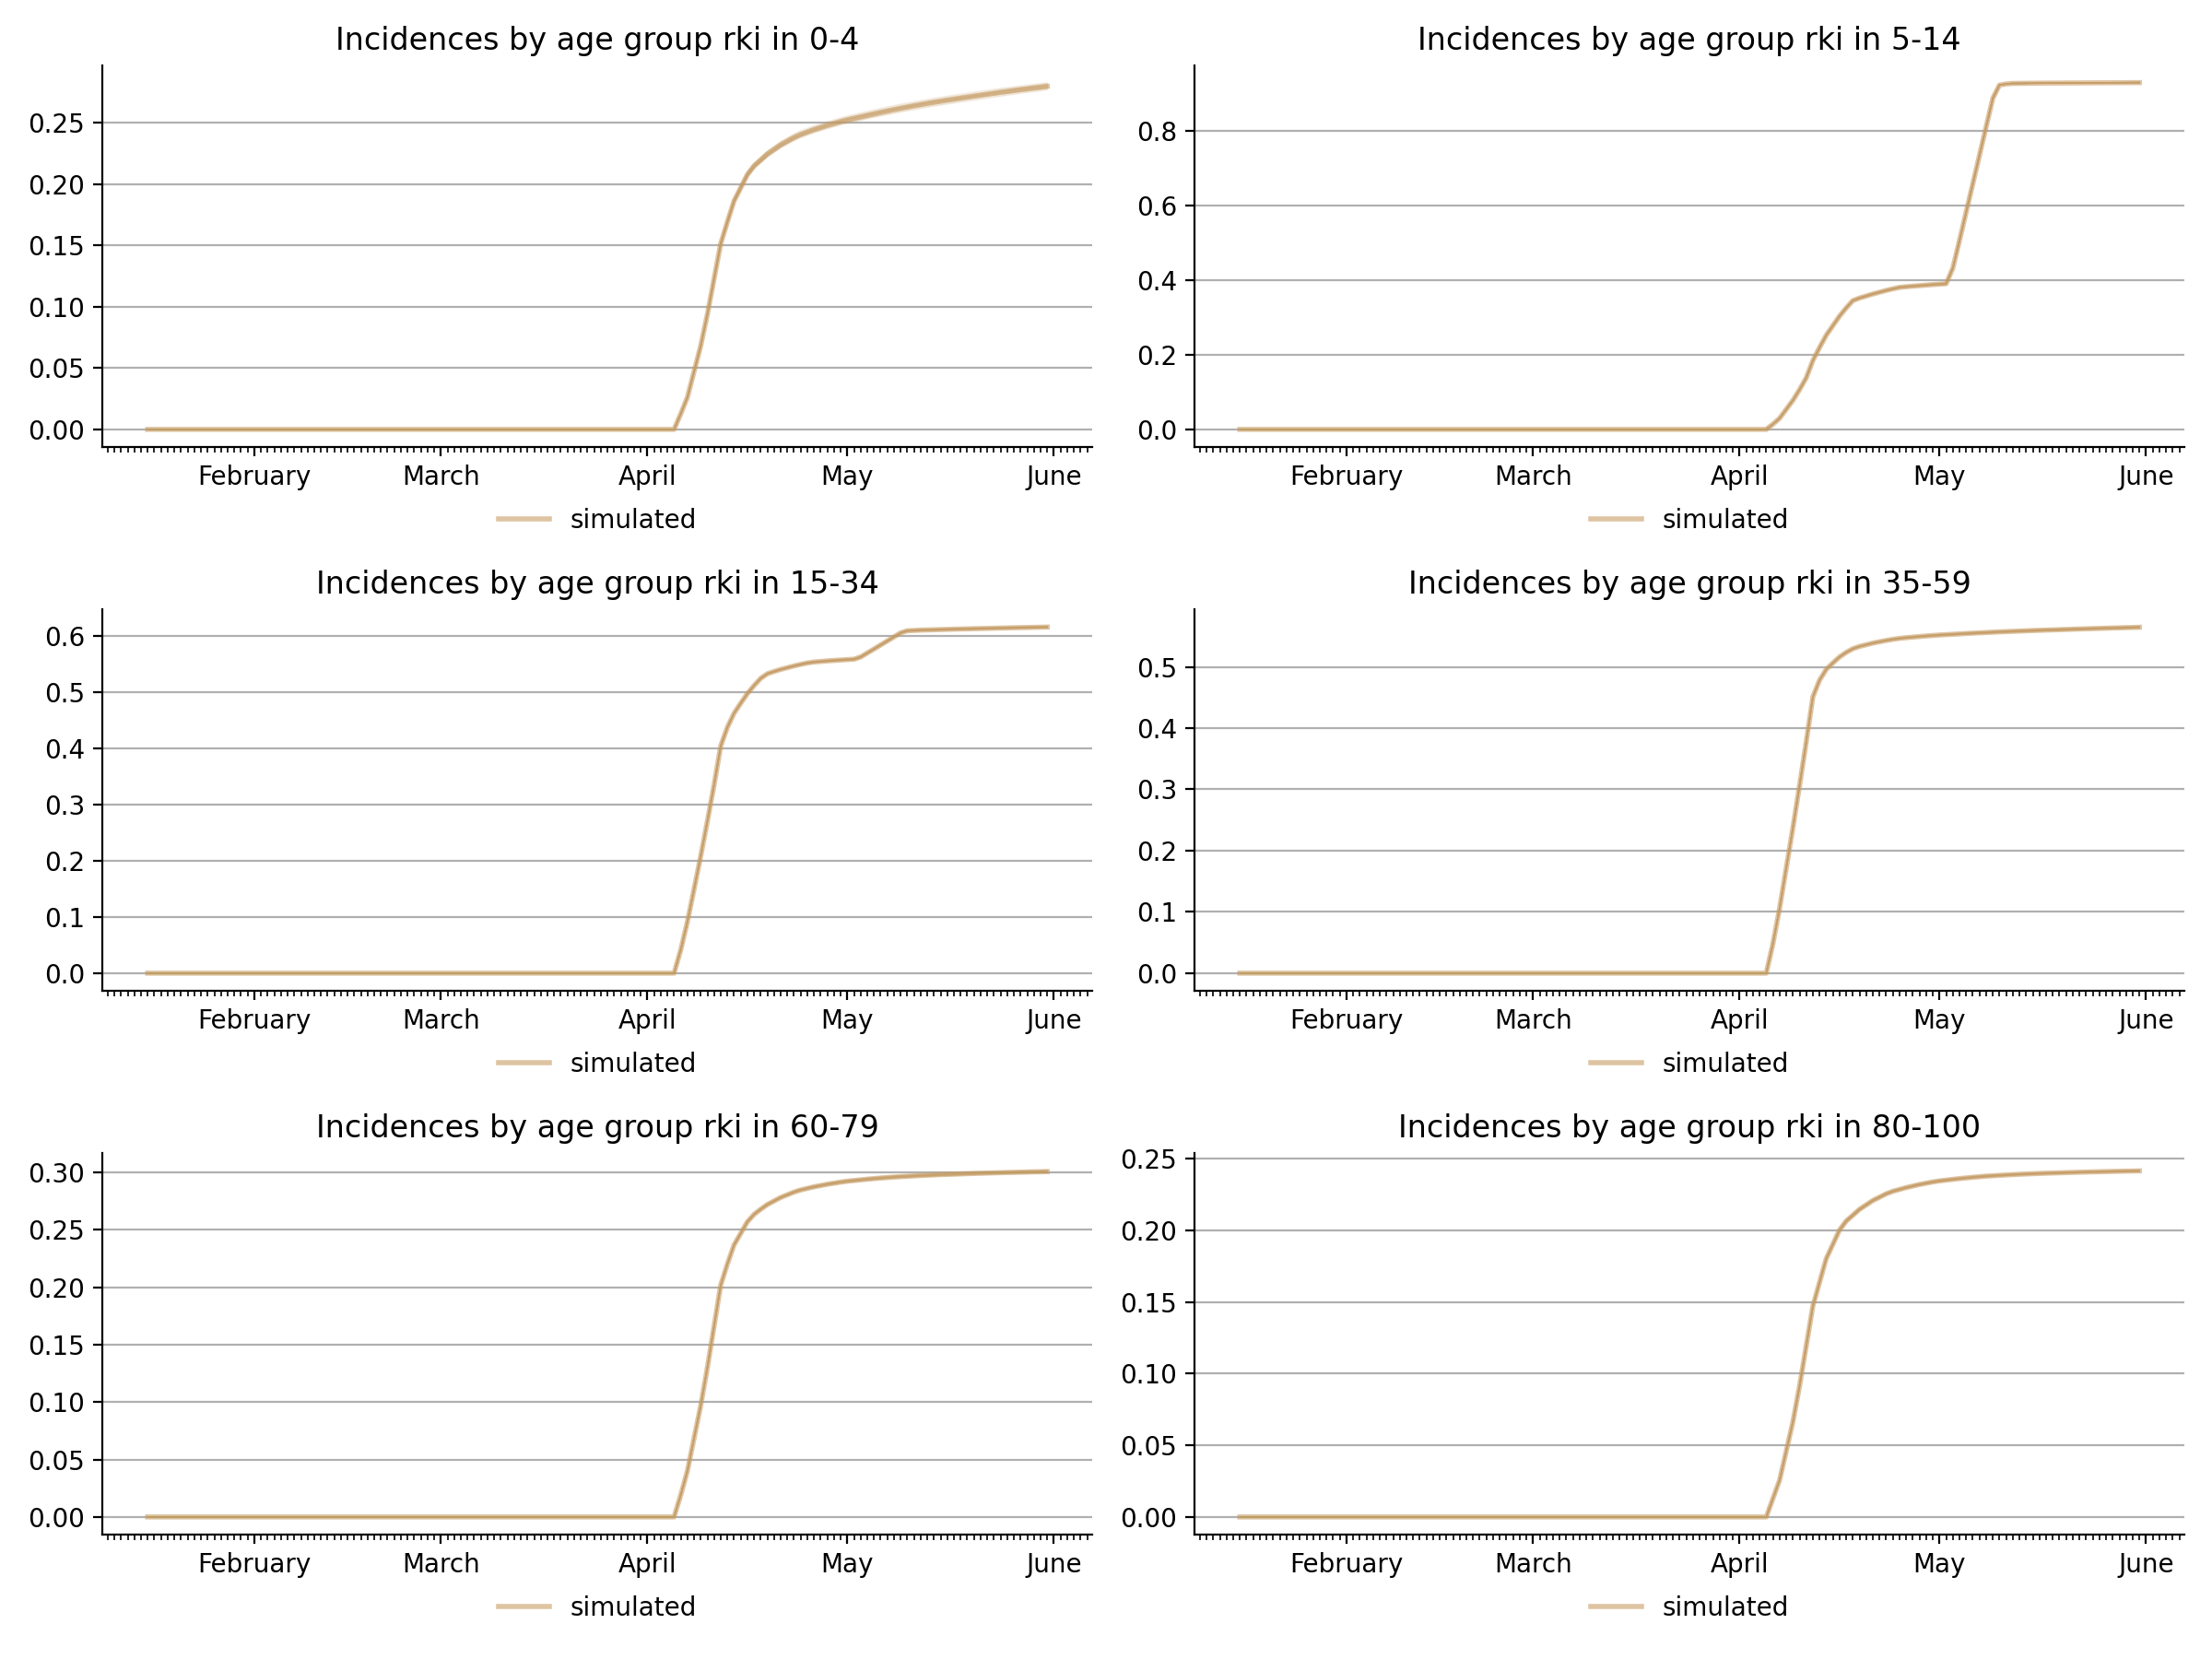 Incidences by age group rki in 0-4
0.25
0.20
0.15
0.10
0.05
0.00
February March April May June
simulated
Incidences by age group rki in 5-14
0.8
0.6
0.4
0.2
0.0
February March April May June
simulated
Incidences by age group rki in 15-34
0.6
0.5
0.4
0.3
0.2
0.1
0.0
February March April May June
simulated
Incidences by age group rki in 35-59
0.5
0.4
0.3
0.2
0.1
0.0
February March April May June
simulated
Incidences by age group rki in 60-79
0.30
0.25
0.20
0.15
0.10
0.05
0.00
February March April May June
simulated
Incidences by age group rki in 80-100
0.25
0.20
0.15
0.10
0.05
0.00
February March April May June
simulated